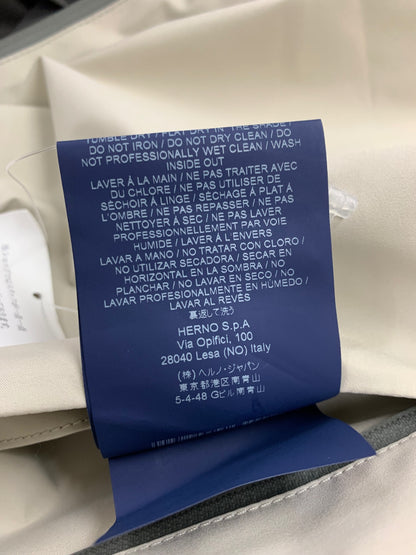 TUMBLE DRY / FLAT DRY IN THE SHADE /
DO NOT IRON / DO NOT DRY CLEAN / DO
NOT PROFESSIONALLY WET CLEAN / WASH
INSIDE OUT
LAVER À LA MAIN / NE PAS TRAITER AVEC
DU CHLORE / NE PAS UTILISER DE
SÉCHOIR À LINGE / SÉCHAGE À PLAT À
L'OMBRE / NE PAS REPASSER / NE PAS
NETTOYER À SEC / NE PAS LAVER
PROFESSIONNELLEMENT PAR VOIE
HUMIDE / LAVER À L'ENVERS
LAVAR A MANO / NO TRATAR CON CLORO /
NO UTILIZAR SECADORA / SECAR EN
HORIZONTAL EN LA SOMBRA / NO
PLANCHAR / NO LAVAR EN SECO / NO
LAVAR PROFESIONALMENTE EN HÚMEDO /
LAVAR AL REVÉS
裏返して洗う
HERNO S.p.A
Via Opifici, 100
28040 Lesa (NO) Italy
(株)ヘルノ・ジャパン
東京都港区南青山
5-4-48 Gビル南青山